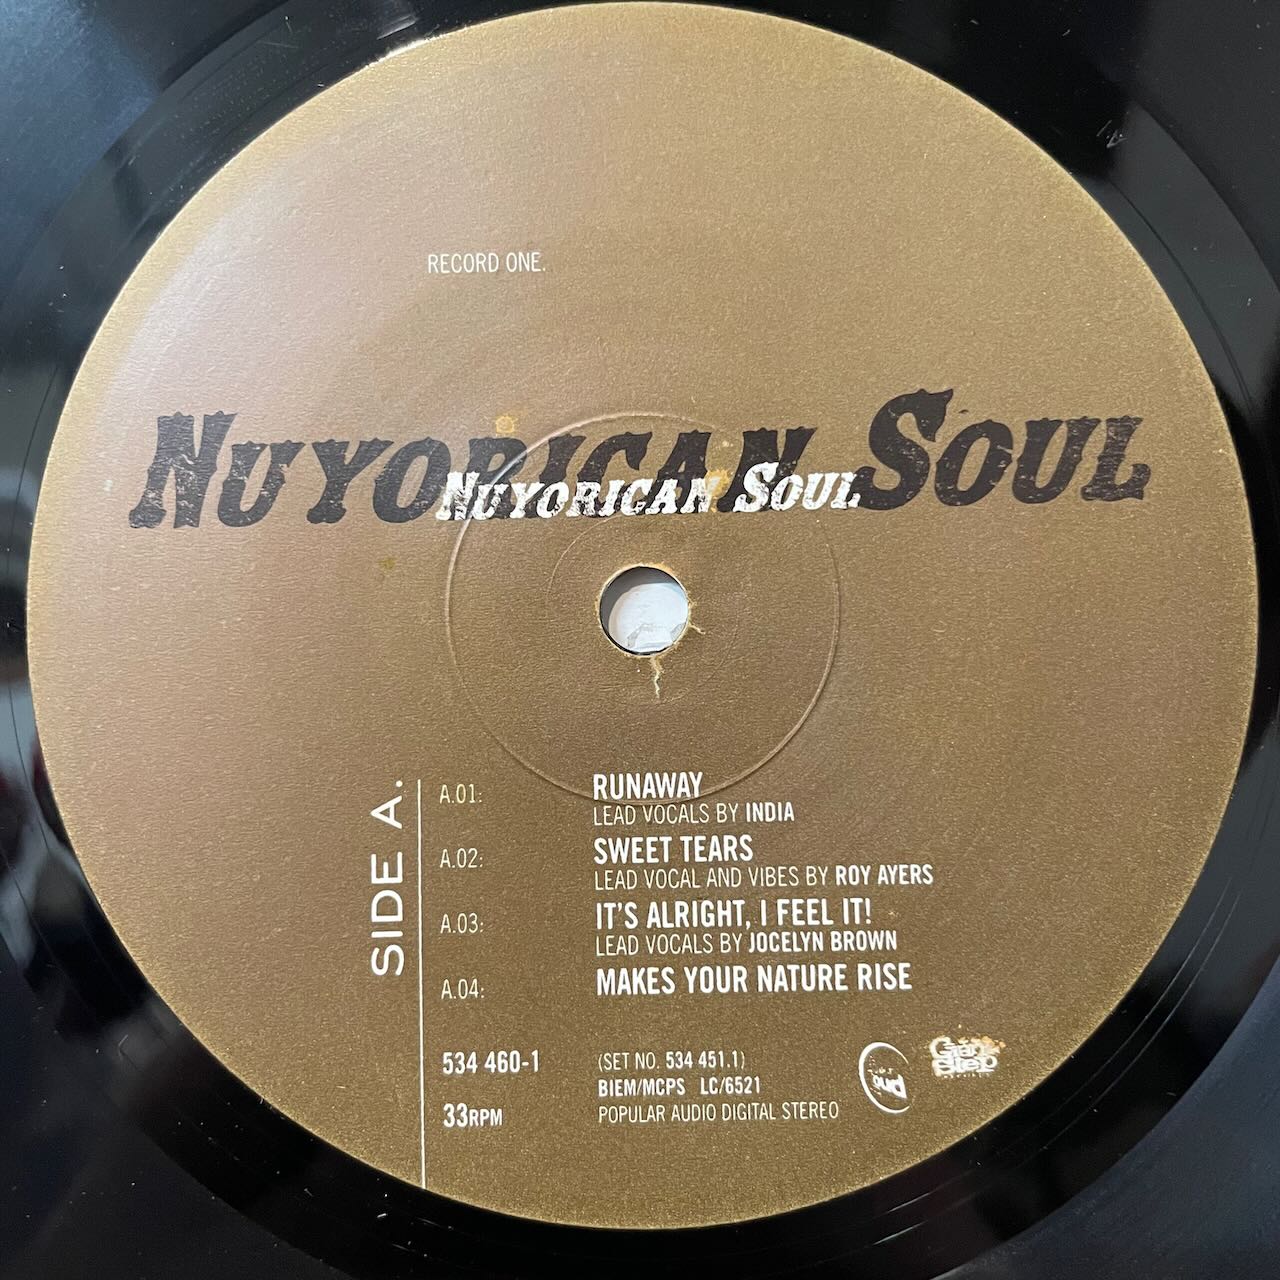 RECORD ONE.
NUYORICAN SOUL
NUYORICAN SOUL
SIDE A.
A.01: RUNAWAY
LEAD VOCALS BY INDIA
A.02: SWEET TEARS
LEAD VOCAL AND VIBES BY ROY AYERS
A.03: IT'S ALRIGHT, I FEEL IT!
LEAD VOCALS BY JOCELYN BROWN
A.04: MAKES YOUR NATURE RISE
534 460-1 (SET NO. 534 451.1)
BIEM/MCPS LC/6521
33RPM POPULAR AUDIO DIGITAL STEREO
Giant
Step